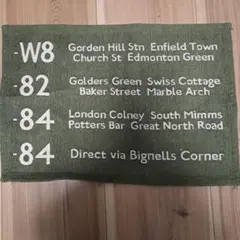 -W8 Gorden Hill Stn Enfield Town
Church St Edmonton Green
-82 Golders Green Swiss Cottage
Baker Street Marble Arch
-84 London Colney South Mimms
Potters Bar Great North Road
-84 Direct via Bignells Corner